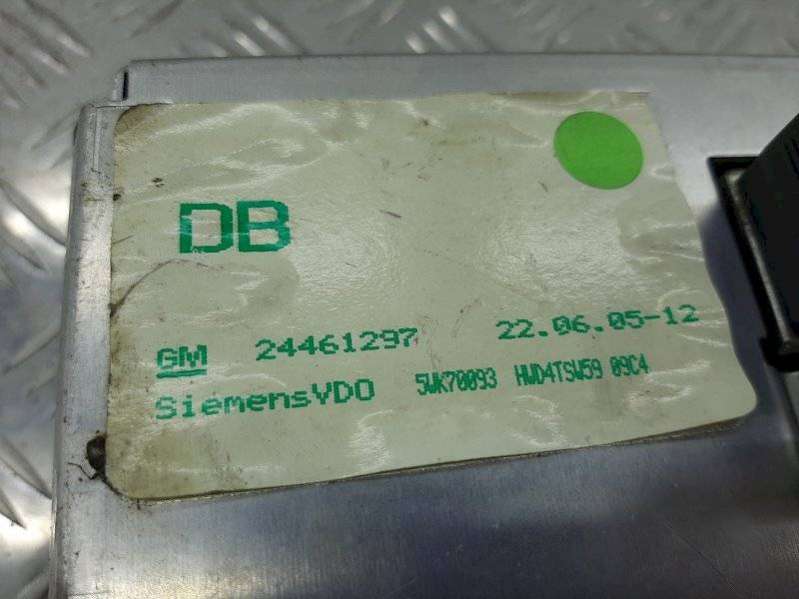 DB
GM 24461297 22.06.05-12
SiemensVDO 5WK70093 HWD4TSW59 09C4